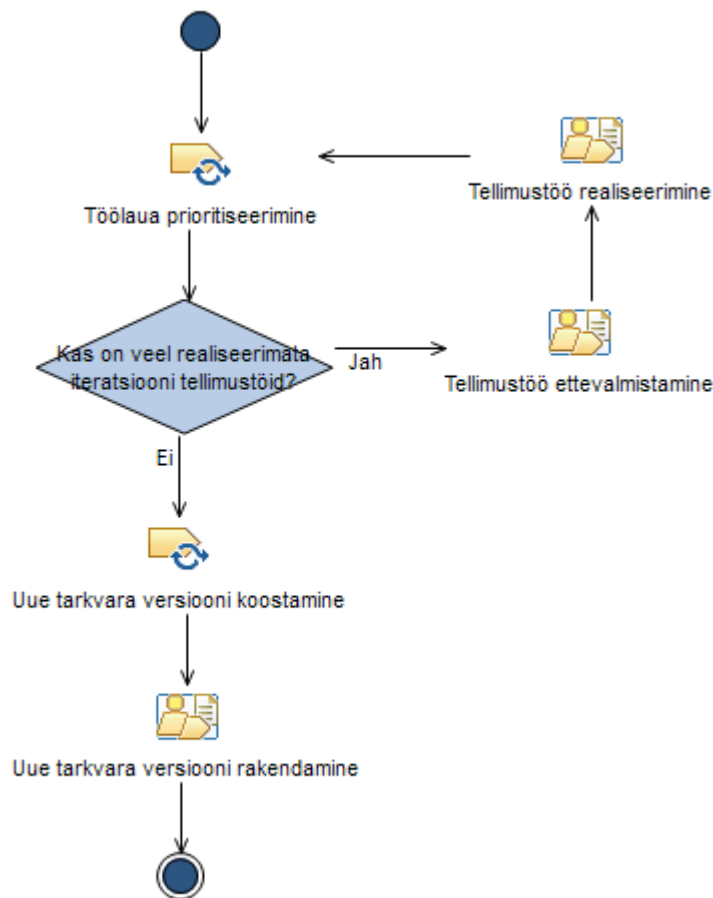 Töölaua prioritiseerimine
Tellimustöö realiseerimine
Kas on veel realiseerimata
iteratsiooni tellimustöid?
Jah
Tellimustöö ettevalmistamine
Ei
Uue tarkvara versiooni koostamine
Uue tarkvara versiooni rakendamine